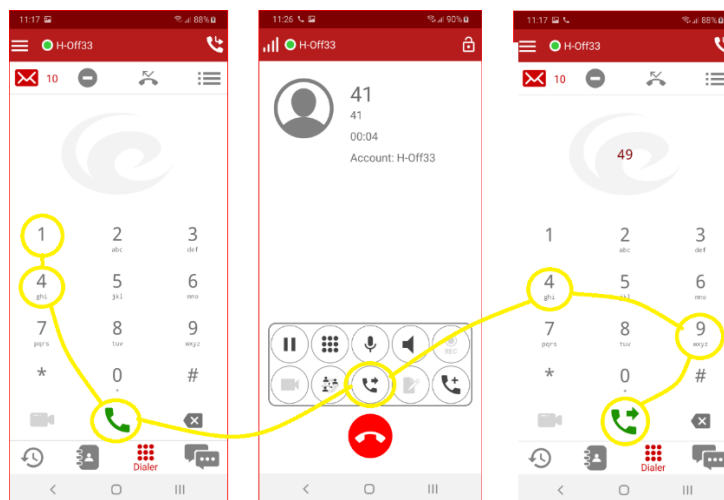 11:17 88%
H-Off33
10
1 2 3
abc def
4 5 6
ghi jkl mno
7 8 9
pqrs tuv wxyz
* 0 #
+
Dialer
11:26 90%
H-Off33
41
41
00:04
Account: H-Off33
REC
11:17 88%
H-Off33
10
49
1 2 3
abc def
4 5 6
ghi jkl mno
7 8 9
pqrs tuv wxyz
* 0 #
+
Dialer